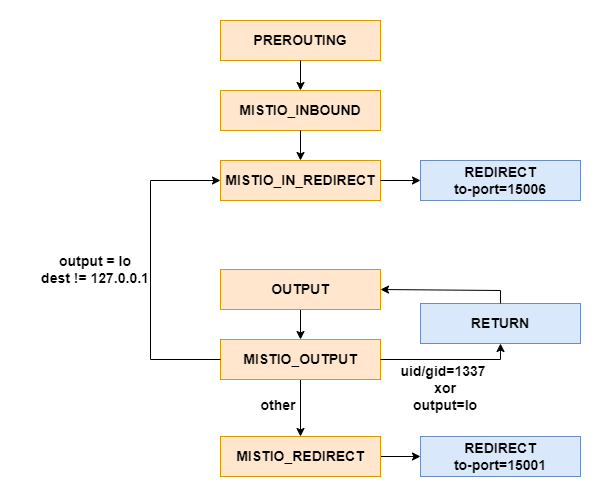 PREROUTING
MISTIO_INBOUND
MISTIO_IN_REDIRECT
REDIRECT
to-port=15006
output = lo
dest != 127.0.0.1
OUTPUT
RETURN
MISTIO_OUTPUT
uid/gid=1337
xor
output=lo
other
MISTIO_REDIRECT
REDIRECT
to-port=15001